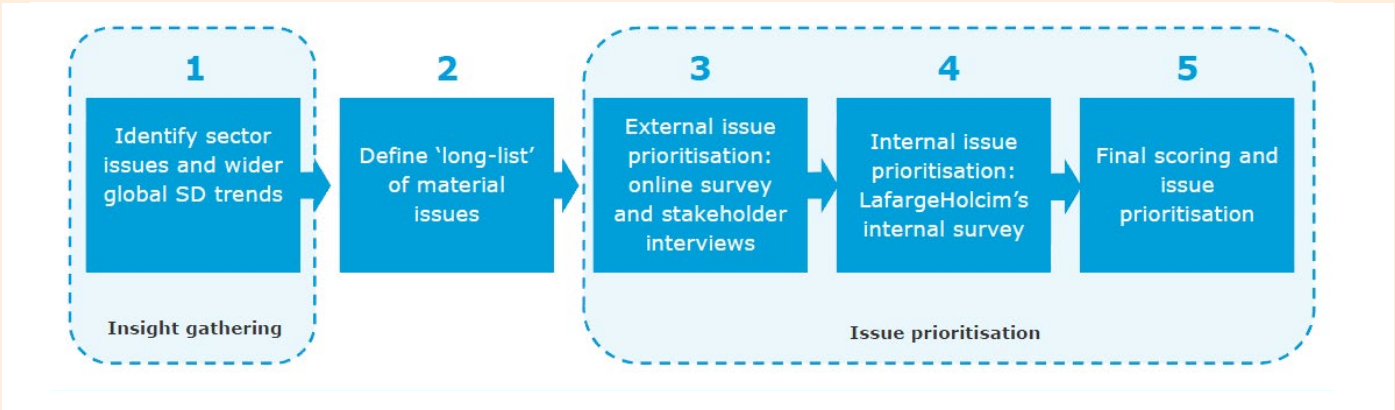 1
Identify sector
issues and wider
global SD trends
Insight gathering
2
Define ‘long-list’
of material
issues
3
External issue
prioritisation:
online survey
and stakeholder
interviews
4
Internal issue
prioritisation:
LafargeHolcim’s
internal survey
5
Final scoring and
issue
prioritisation
Issue prioritisation